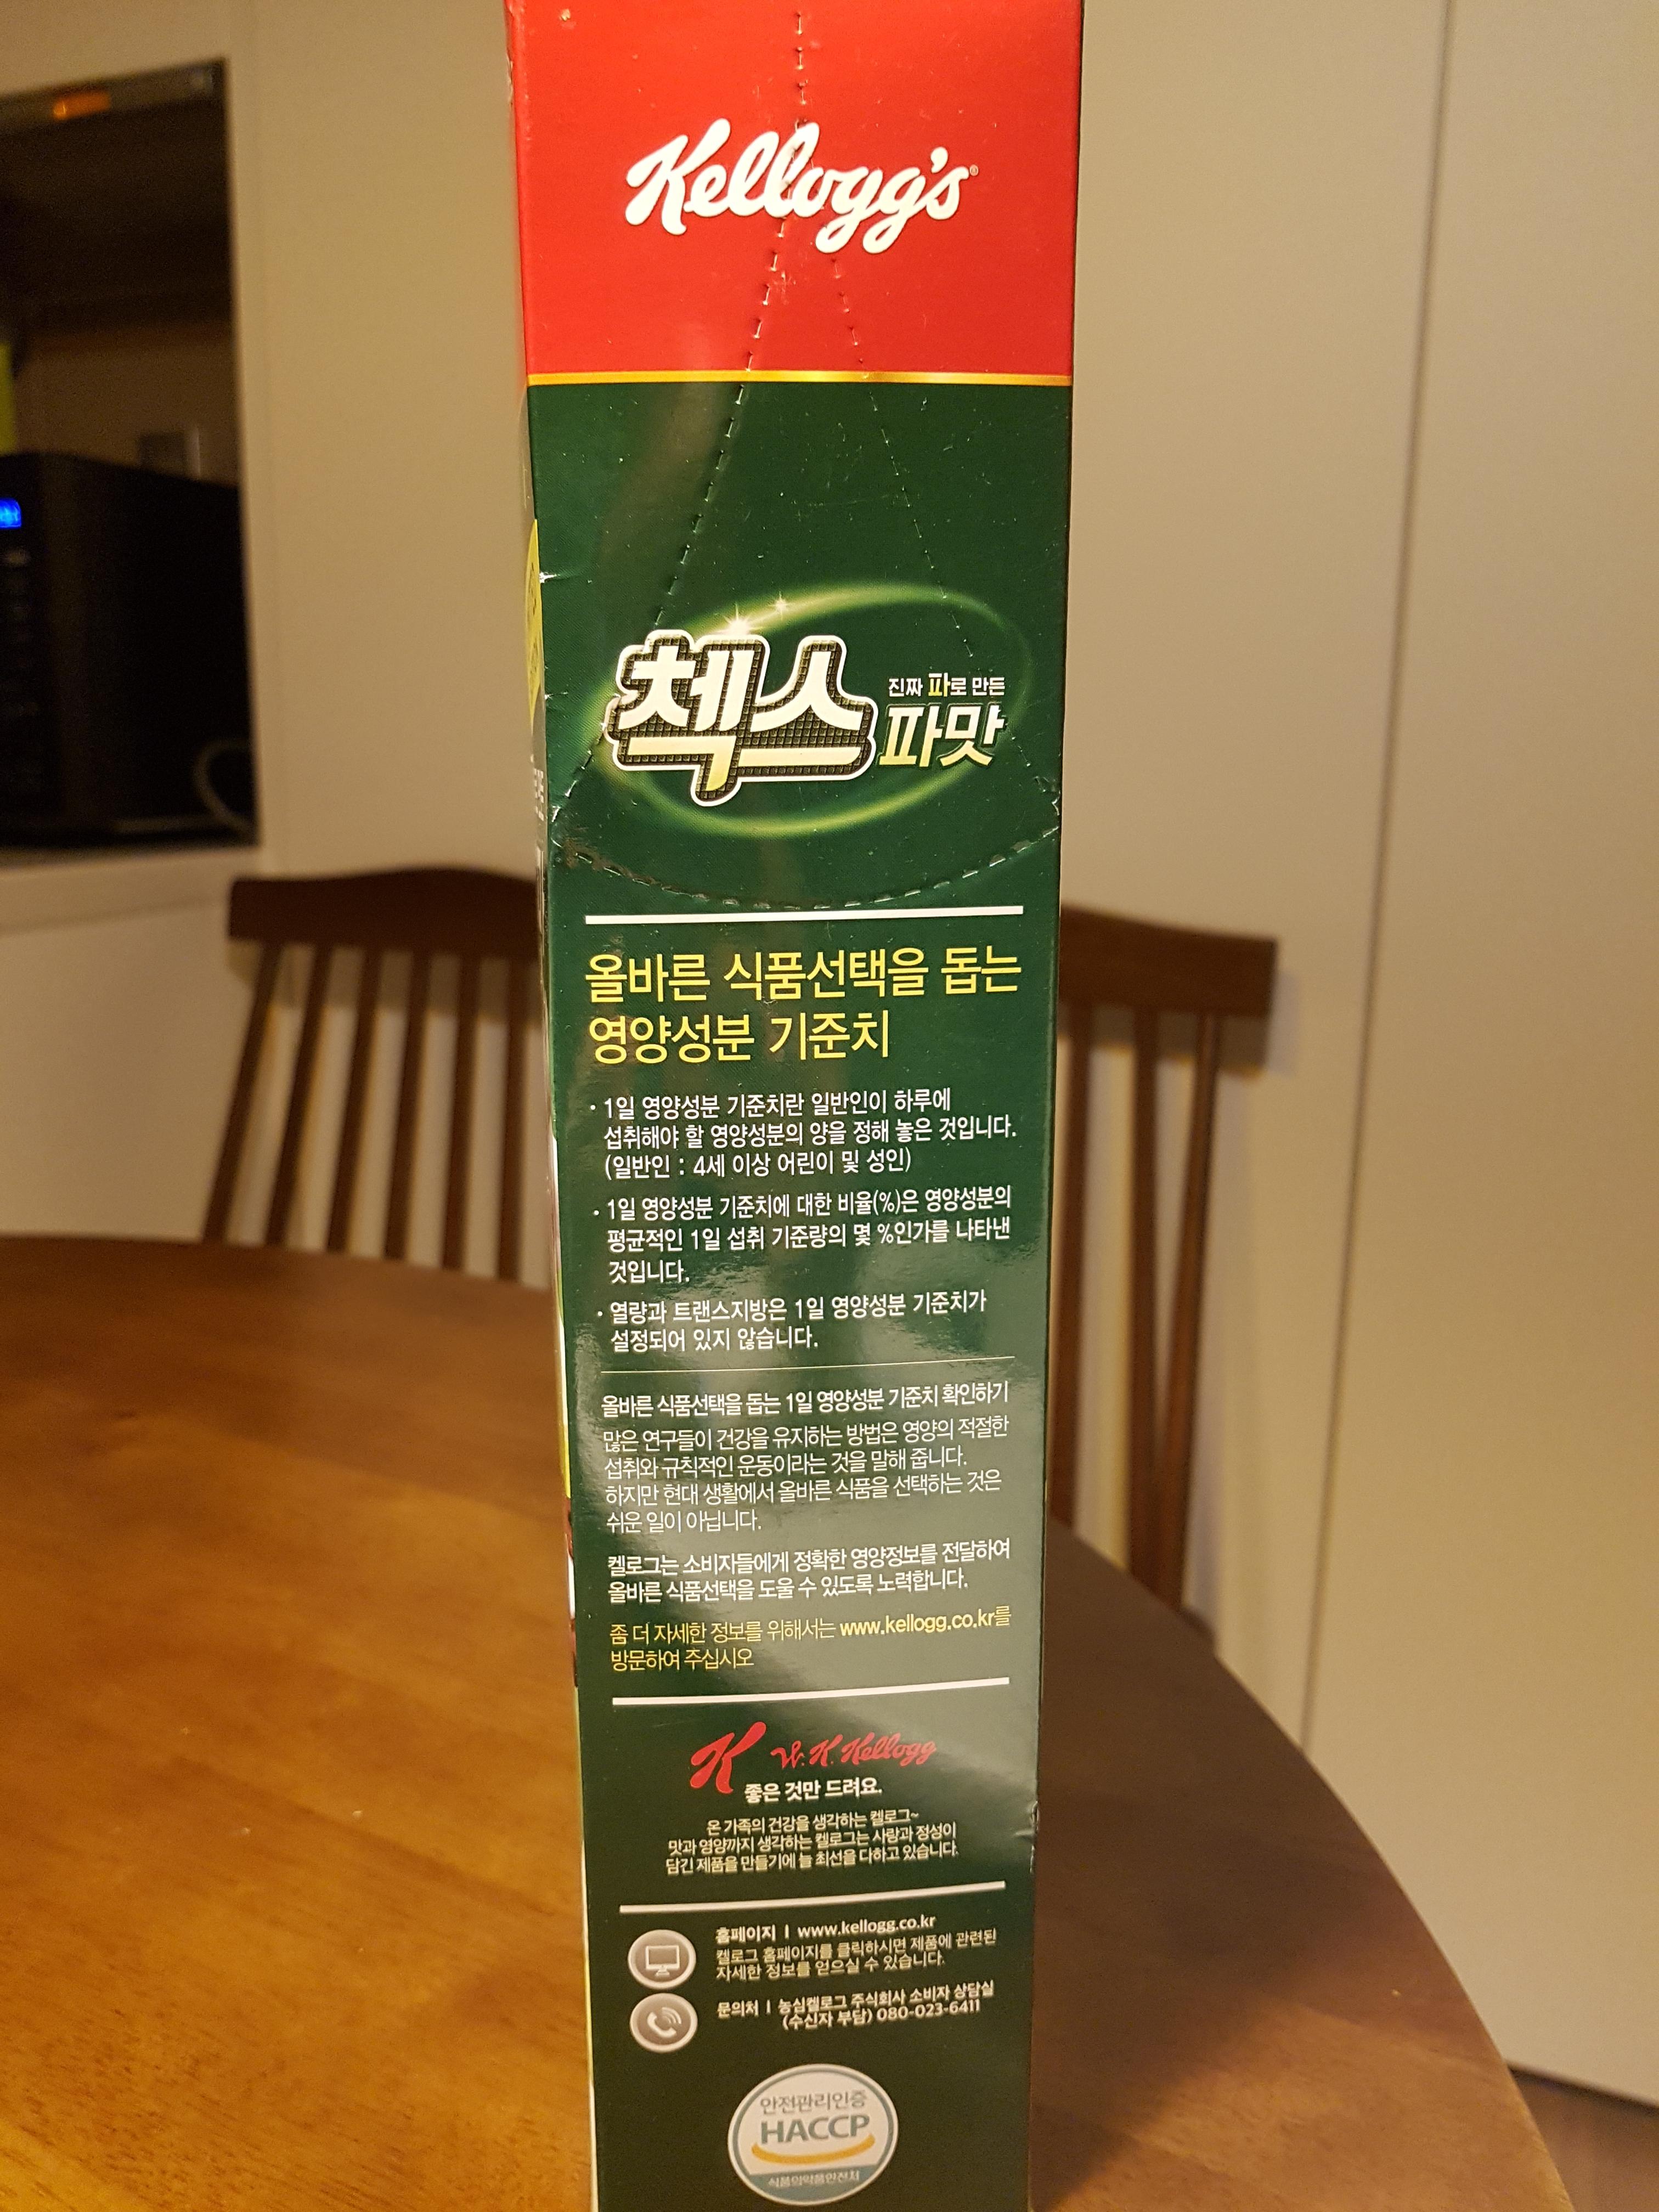 Kellogg's®
첵스
진짜 파로 만든
파맛
올바른 식품선택을 돕는
영양성분 기준치
· 1일 영양성분 기준치란 일반인이 하루에
섭취해야 할 영양성분의 양을 정해 놓은 것입니다.
(일반인 : 4세 이상 어린이 및 성인)
· 1일 영양성분 기준치에 대한 비율(%)은 영양성분의
평균적인 1일 섭취 기준량의 몇 %인가를 나타낸
것입니다.
· 열량과 트랜스지방은 1일 영양성분 기준치가
설정되어 있지 않습니다.
올바른 식품선택을 돕는 1일 영양성분 기준치 확인하기
많은 연구들이 건강을 유지하는 방법은 영양의 적절한
섭취와 규칙적인 운동이라는 것을 말해 줍니다.
하지만 현대 생활에서 올바른 식품을 선택하는 것은
쉬운 일이 아닙니다.
켈로그는 소비자들에게 정확한 영양정보를 전달하여
올바른 식품선택을 도울 수 있도록 노력합니다.
좀 더 자세한 정보를 위해서는 www.kellogg.co.kr를
방문하여 주십시오
K W.K. Kellogg
좋은 것만 드려요.
온 가족의 건강을 생각하는 켈로그~
맛과 영양까지 생각하는 켈로그는 사랑과 정성이
담긴 제품을 만들기에 늘 최선을 다하고 있습니다.
홈페이지 | www.kellogg.co.kr
켈로그 홈페이지를 클릭하시면 제품에 관련된
자세한 정보를 얻으실 수 있습니다.
문의처 | 농심켈로그 주식회사 소비자 상담실
(수신자 부담) 080-023-6411
안전관리인증
HACCP
식품의약품안전처